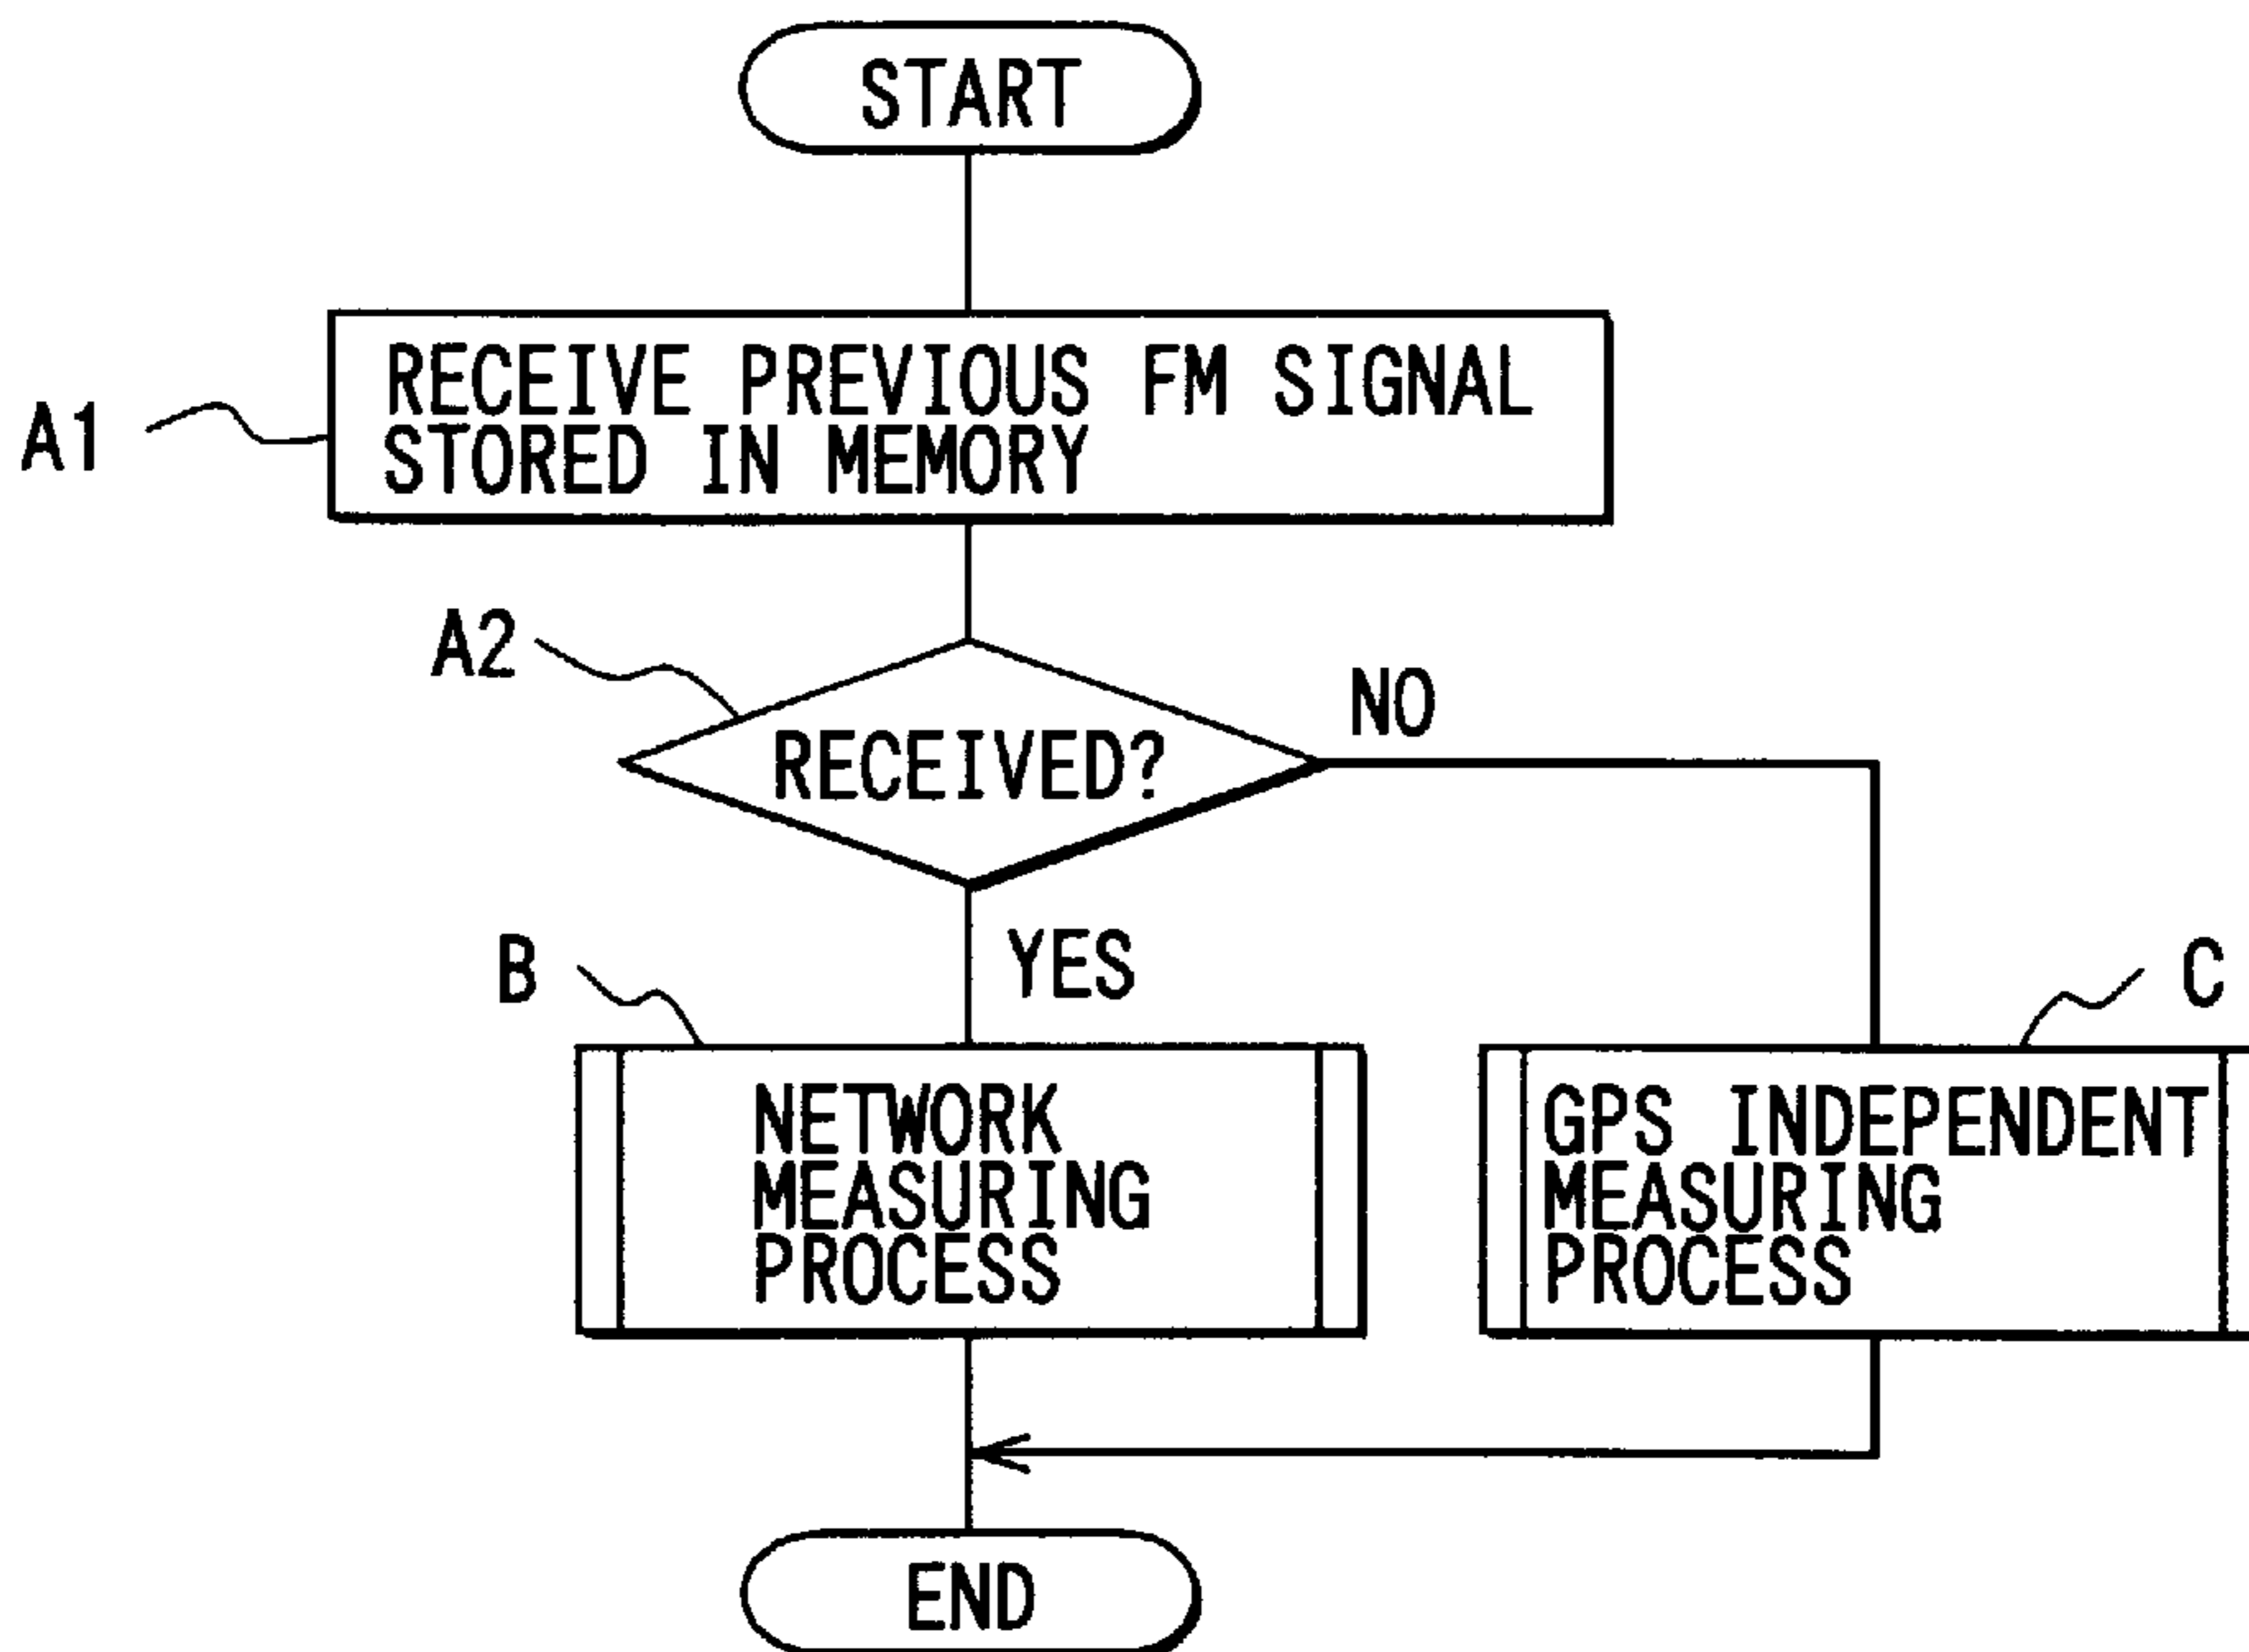 START
RECEIVE PREVIOUS FM SIGNAL
STORED IN MEMORY
A1
A2
RECEIVED?
NO
YES
B
NETWORK
MEASURING
PROCESS
C
GPS INDEPENDENT
MEASURING
PROCESS
END